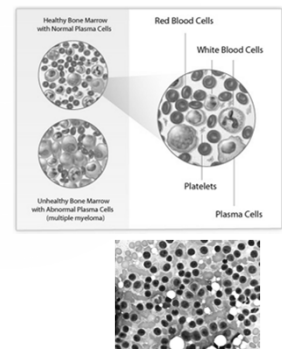 Healthy Bone Marrow
with Normal Plasma Cells
Red Blood Cells
White Blood Cells
Platelets
Plasma Cells
Unhealthy Bone Marrow
with Abnormal Plasma Cells
(multiple myeloma)